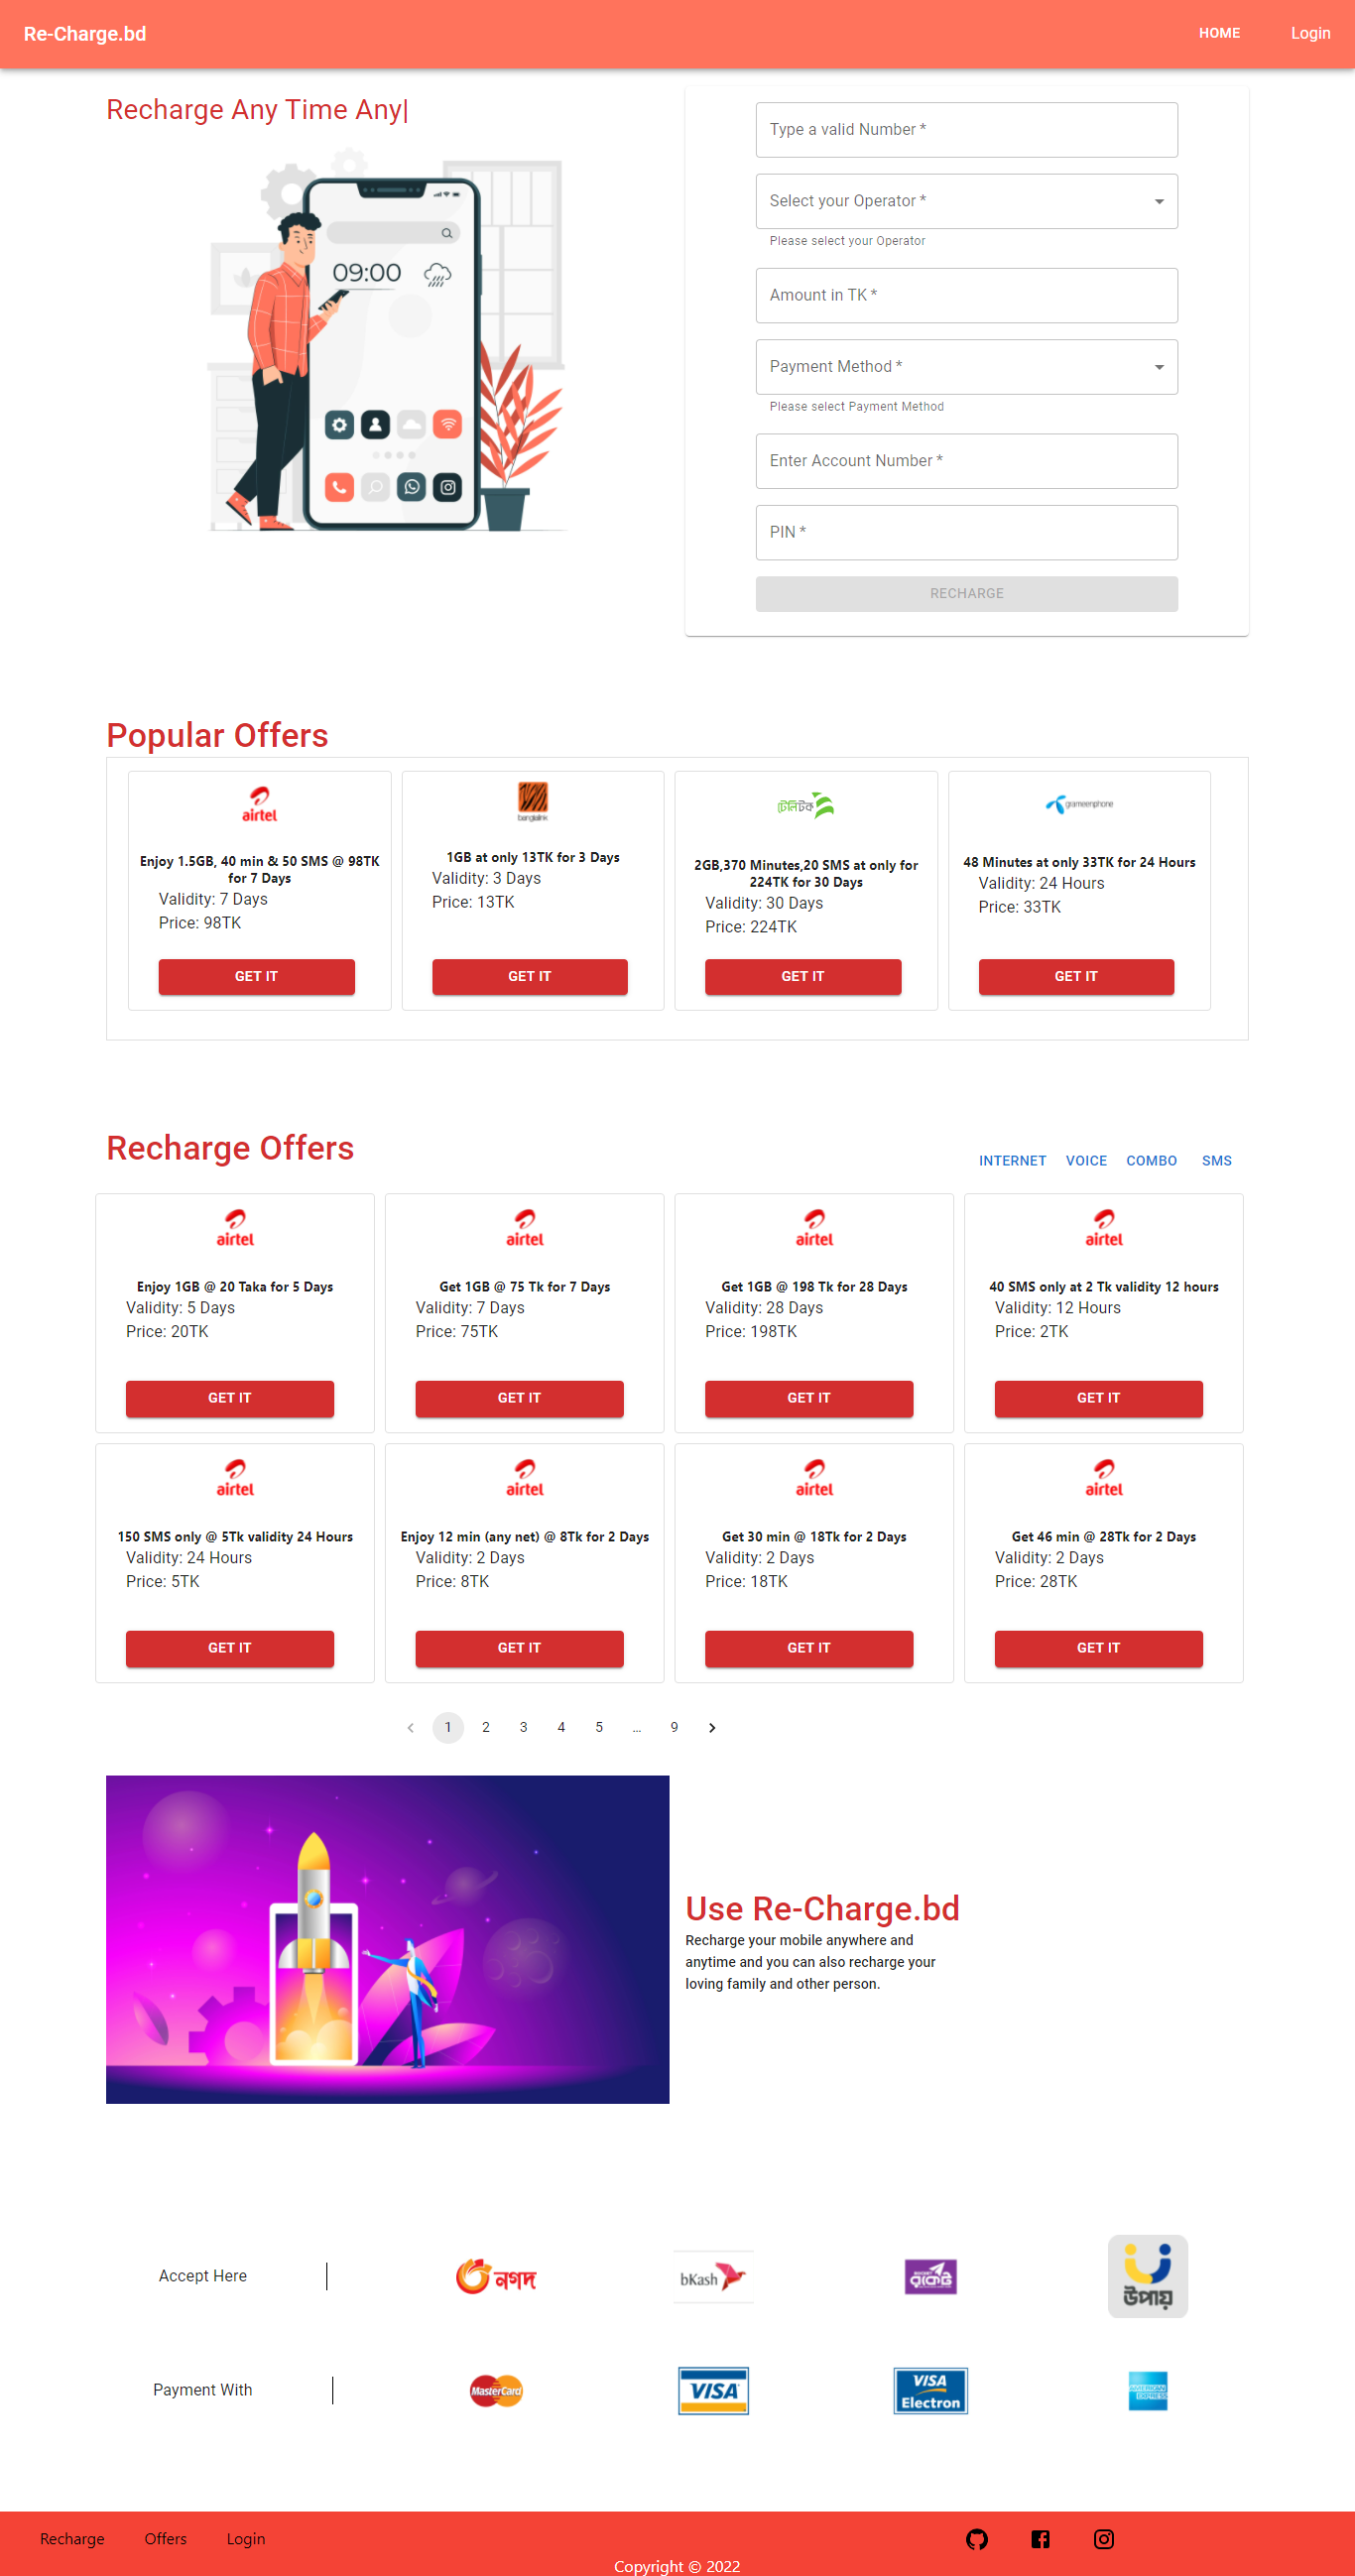 Re-Charge.bd
HOME
Login
Recharge Any Time Any|
09:00
Type a valid Number *
Select your Operator *
Please select your Operator
Amount in TK *
Payment Method *
Please select Payment Method
Enter Account Number *
PIN *
RECHARGE
Popular Offers
airtel
Enjoy 1.5GB, 40 min & 50 SMS @ 98TK
for 7 Days
Validity: 7 Days
Price: 98TK
GET IT
banglalink
1GB at only 13TK for 3 Days
Validity: 3 Days
Price: 13TK
GET IT
টেলিটক
2GB,370 Minutes,20 SMS at only for
224TK for 30 Days
Validity: 30 Days
Price: 224TK
GET IT
grameenphone
48 Minutes at only 33TK for 24 Hours
Validity: 24 Hours
Price: 33TK
GET IT
Recharge Offers
INTERNET
VOICE
COMBO
SMS
airtel
Enjoy 1GB @ 20 Taka for 5 Days
Validity: 5 Days
Price: 20TK
GET IT
airtel
Get 1GB @ 75 Tk for 7 Days
Validity: 7 Days
Price: 75TK
GET IT
airtel
Get 1GB @ 198 Tk for 28 Days
Validity: 28 Days
Price: 198TK
GET IT
airtel
40 SMS only at 2 Tk validity 12 hours
Validity: 12 Hours
Price: 2TK
GET IT
airtel
150 SMS only @ 5Tk validity 24 Hours
Validity: 24 Hours
Price: 5TK
GET IT
airtel
Enjoy 12 min (any net) @ 8Tk for 2 Days
Validity: 2 Days
Price: 8TK
GET IT
airtel
Get 30 min @ 18Tk for 2 Days
Validity: 2 Days
Price: 18TK
GET IT
airtel
Get 46 min @ 28Tk for 2 Days
Validity: 2 Days
Price: 28TK
GET IT
1 2 3 4 5 ... 9
Use Re-Charge.bd
Recharge your mobile anywhere and
anytime and you can also recharge your
loving family and other person.
Accept Here
নগদ
bKash
রকেট
উপায়
Payment With
MasterCard
VISA
VISA
Electron
AMERICAN
EXPRESS
Recharge
Offers
Login
Copyright © 2022